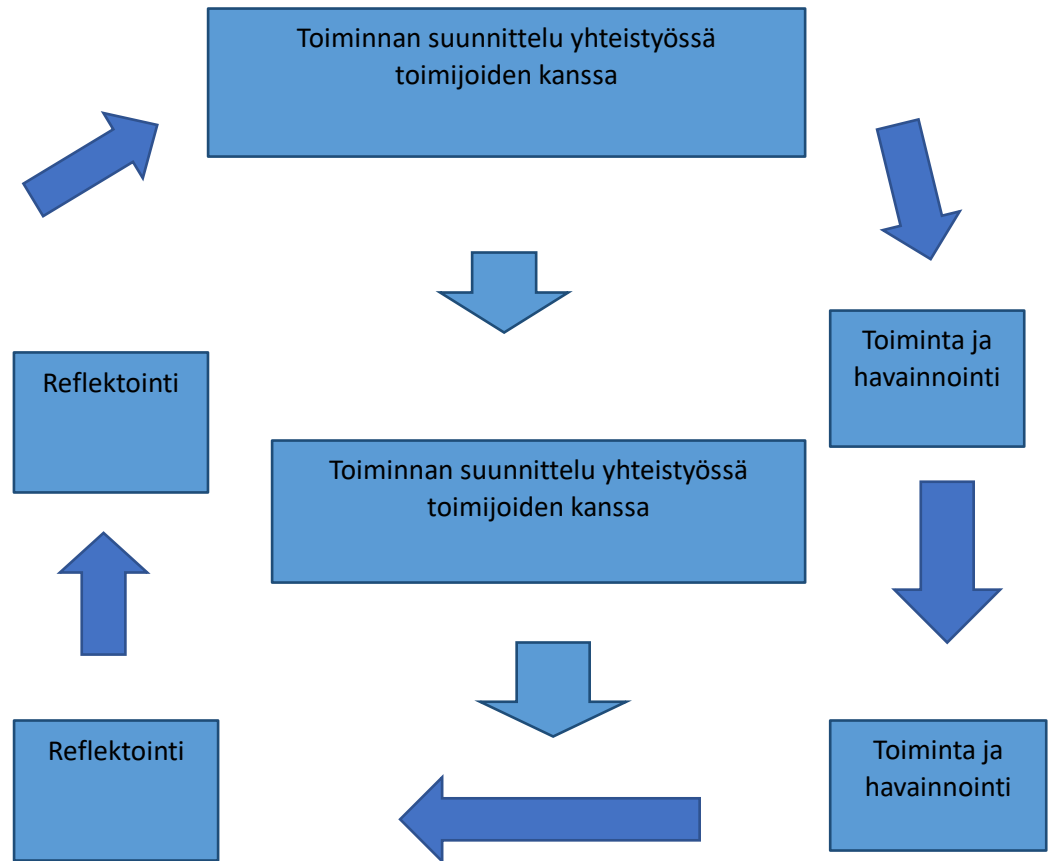 Toiminnan suunnittelu yhteistyössä
toimijoiden kanssa
Toiminta ja
havainnointi
Reflektointi
Toiminnan suunnittelu yhteistyössä
toimijoiden kanssa
Reflektointi
Toiminta ja
havainnointi